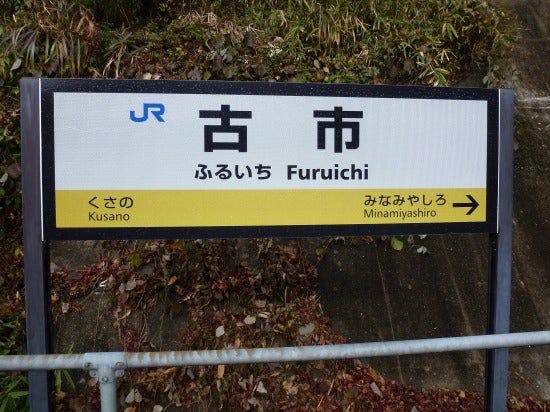 JR 古市
ふるいち Furuichi
くさの みなみやしろ
Kusano Minamiyashiro →